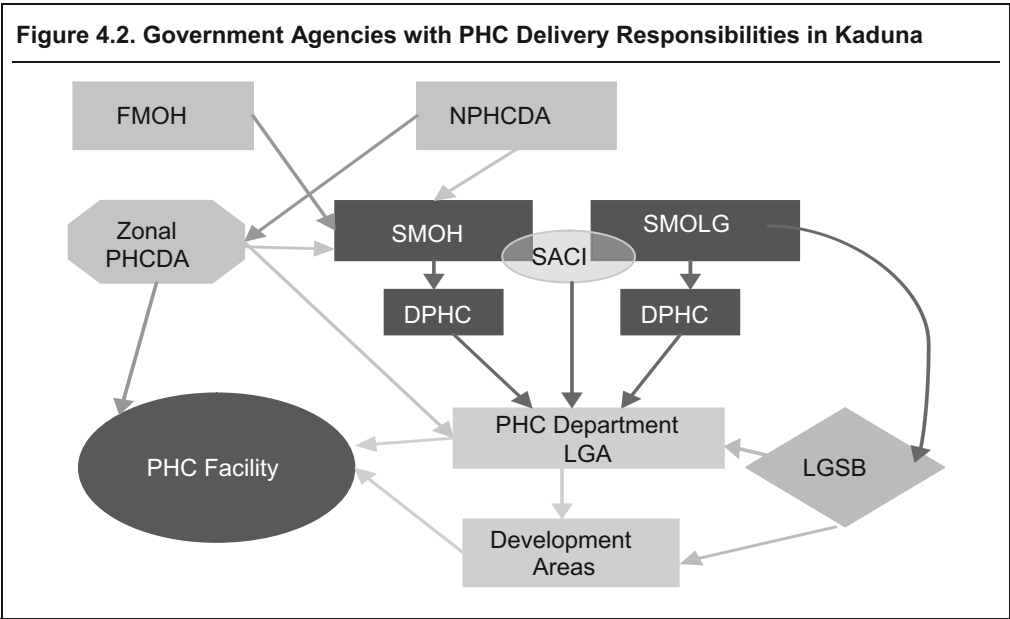 Figure 4.2. Government Agencies with PHC Delivery Responsibilities in Kaduna
FMOH
NPHCDA
Zonal
PHCDA
SMOH
SMOLG
SACI
DPHC
DPHC
PHC Department
LGA
PHC Facility
LGSB
Development
Areas